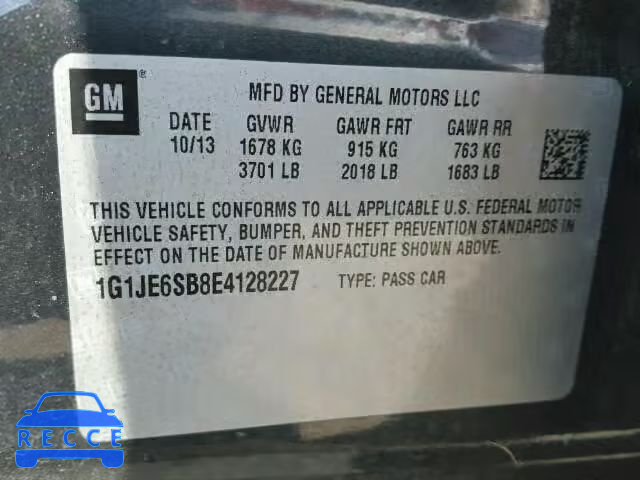 GM ®
MFD BY GENERAL MOTORS LLC
DATE GVWR GAWR FRT GAWR RR
10/13 1678 KG 915 KG 763 KG
3701 LB 2018 LB 1683 LB
THIS VEHICLE CONFORMS TO ALL APPLICABLE U.S. FEDERAL MOTOR
VEHICLE SAFETY, BUMPER, AND THEFT PREVENTION STANDARDS IN
EFFECT ON THE DATE OF MANUFACTURE SHOWN ABOVE.
1G1JE6SB8E4128227 TYPE: PASS CAR
RECCE